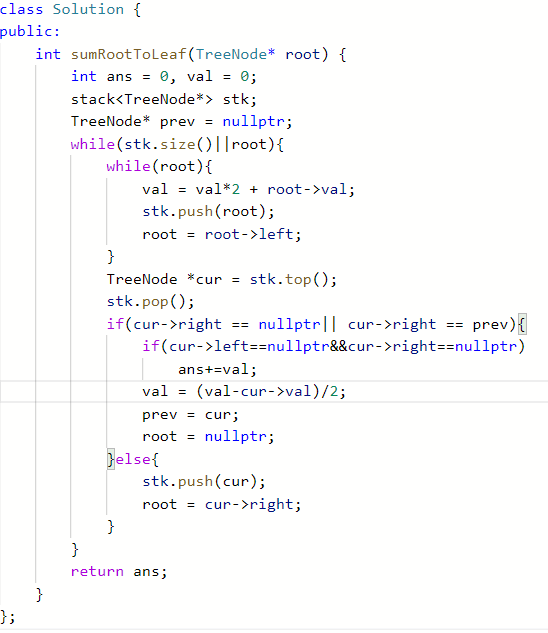 class Solution {
public:
    int sumRootToLeaf(TreeNode* root) {
        int ans = 0, val = 0;
        stack<TreeNode*> stk;
        TreeNode* prev = nullptr;
        while(stk.size()||root){
            while(root){
                val = val*2 + root->val;
                stk.push(root);
                root = root->left;
            }
            TreeNode *cur = stk.top();
            stk.pop();
            if(cur->right == nullptr|| cur->right == prev){
                if(cur->left==nullptr&&cur->right==nullptr)
                    ans+=val;
                val = (val-cur->val)/2;
                prev = cur;
                root = nullptr;
            }else{
                stk.push(cur);
                root = cur->right;
            }
        }
        return ans;
    }
};